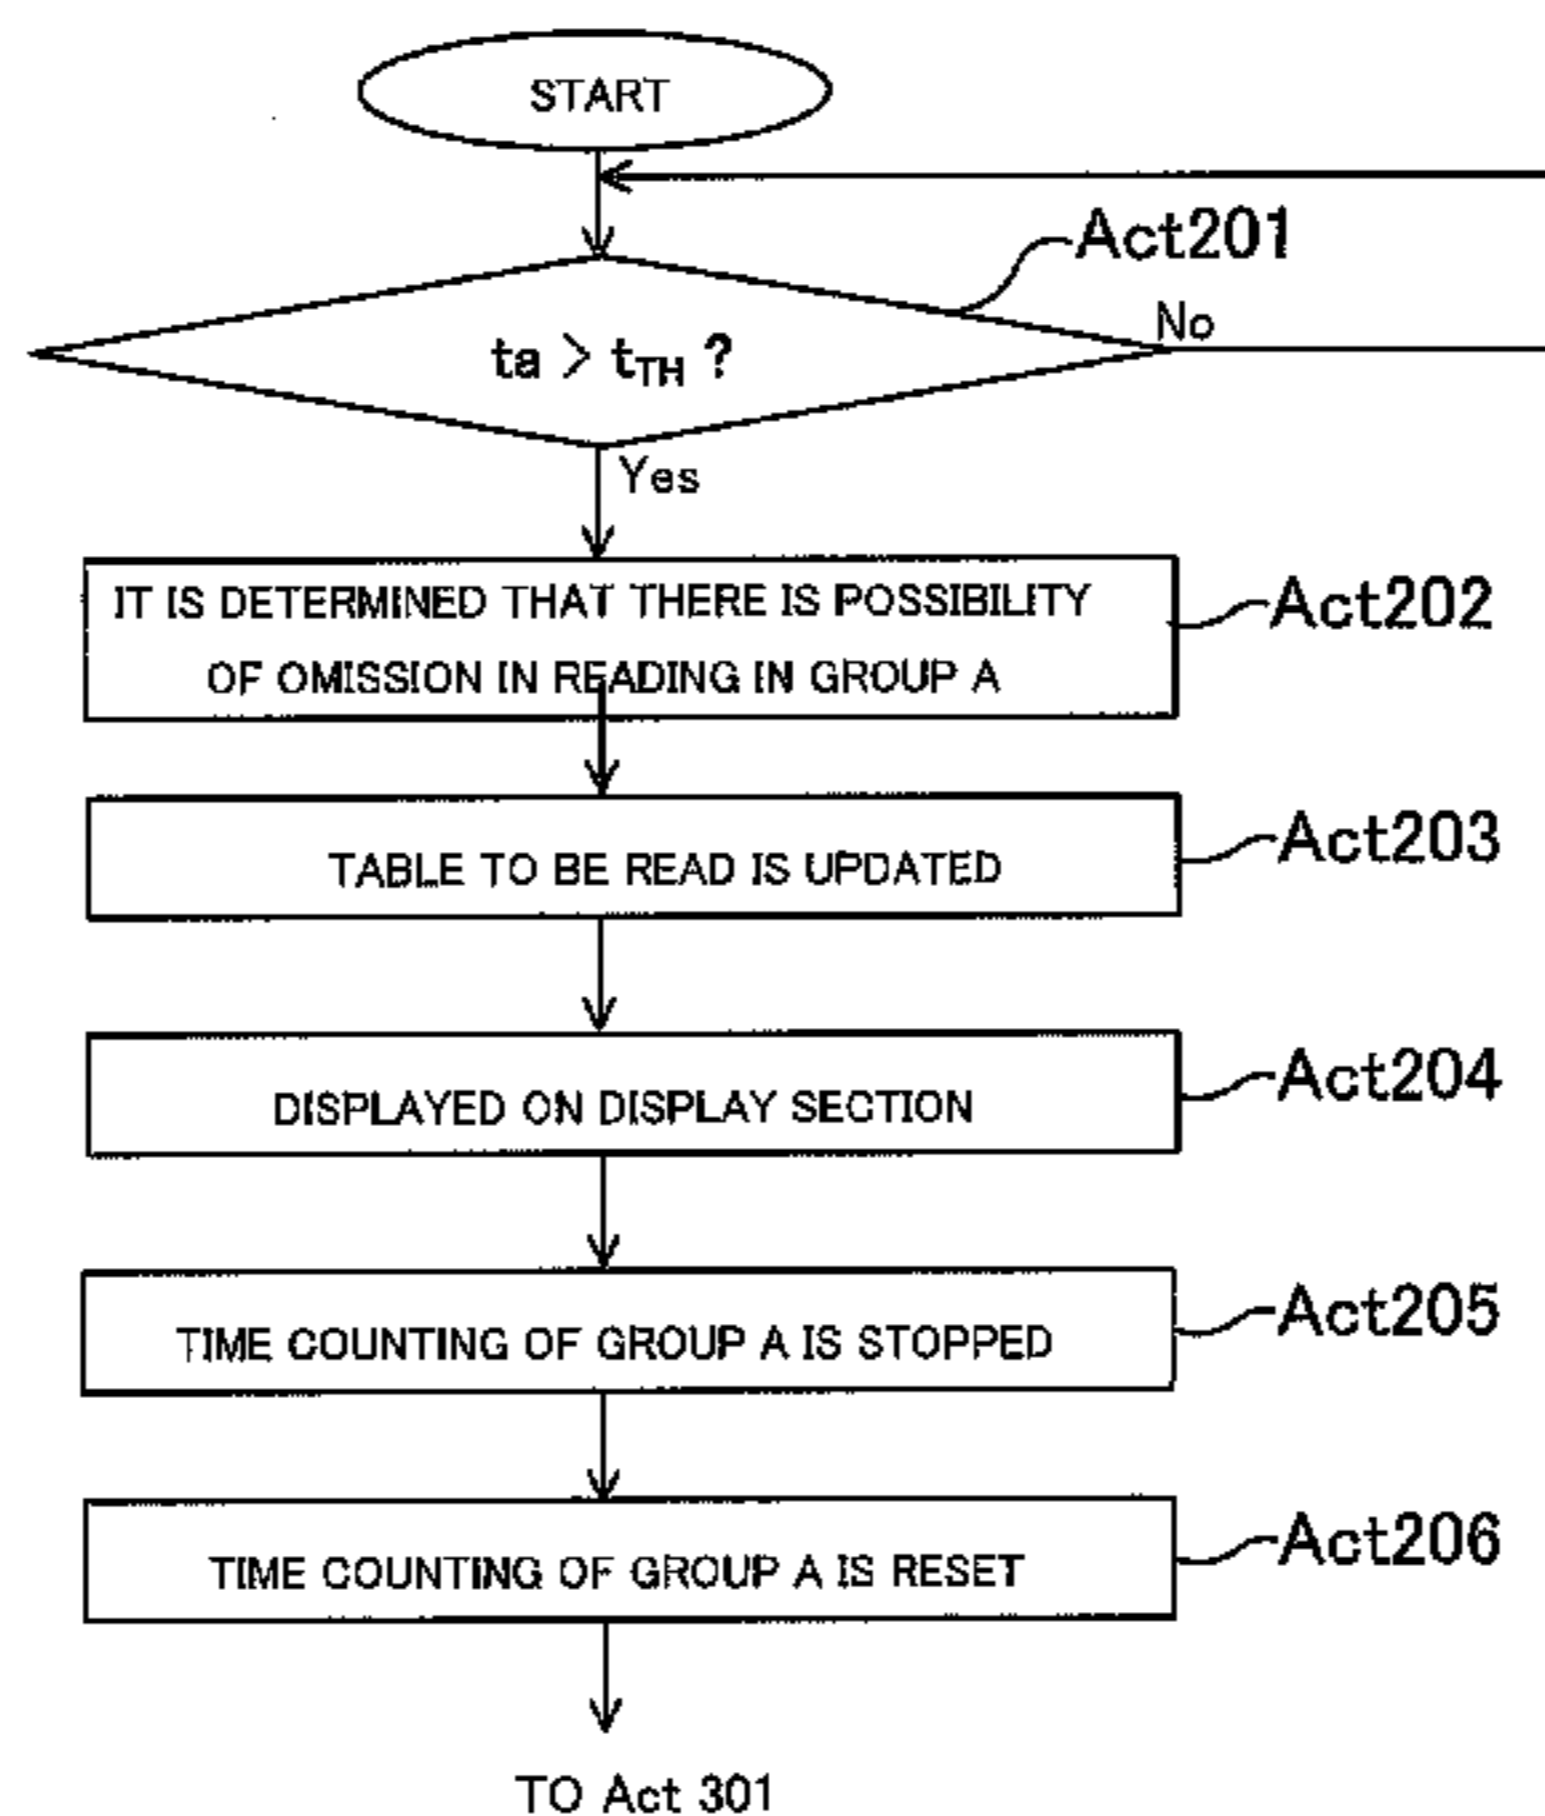 START
Act201
ta > tTH ?
No
Yes
IT IS DETERMINED THAT THERE IS POSSIBILITY
OF OMISSION IN READING IN GROUP A
Act202
TABLE TO BE READ IS UPDATED
Act203
DISPLAYED ON DISPLAY SECTION
Act204
TIME COUNTING OF GROUP A IS STOPPED
Act205
TIME COUNTING OF GROUP A IS RESET
Act206
TO Act 301